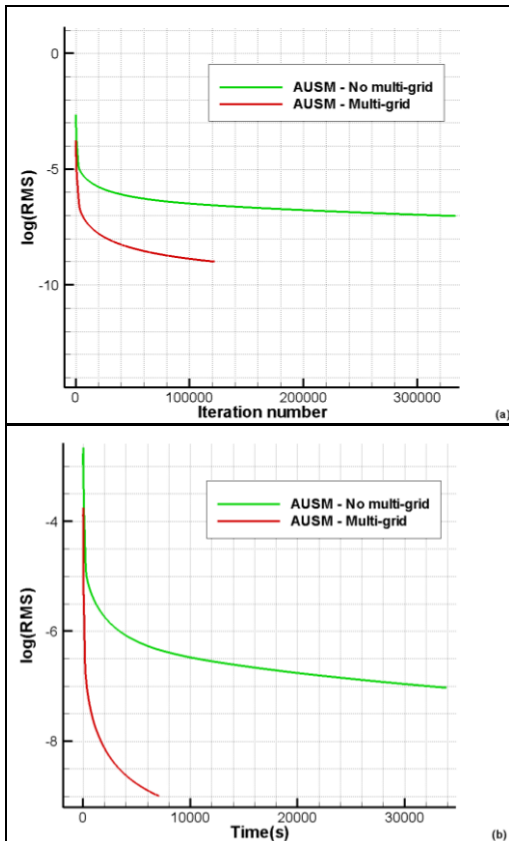 0
AUSM - No multi-grid
AUSM - Multi-grid
-5
log(RMS)
-10
0 100000 200000 300000
Iteration number
(a)
AUSM - No multi-grid
AUSM - Multi-grid
-4
log(RMS)
-6
-8
0 10000 20000 30000
Time(s)
(b)